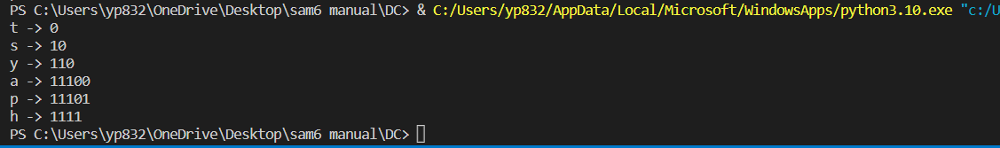 PS C:\Users\yp832\OneDrive\Desktop\sam6 manual\DC> & C:/Users/yp832/AppData/Local/Microsoft/WindowsApps/python3.10.exe "c:/U
t -> 0
s -> 10
y -> 110
a -> 11100
p -> 11101
h -> 1111
PS C:\Users\yp832\OneDrive\Desktop\sam6 manual\DC>